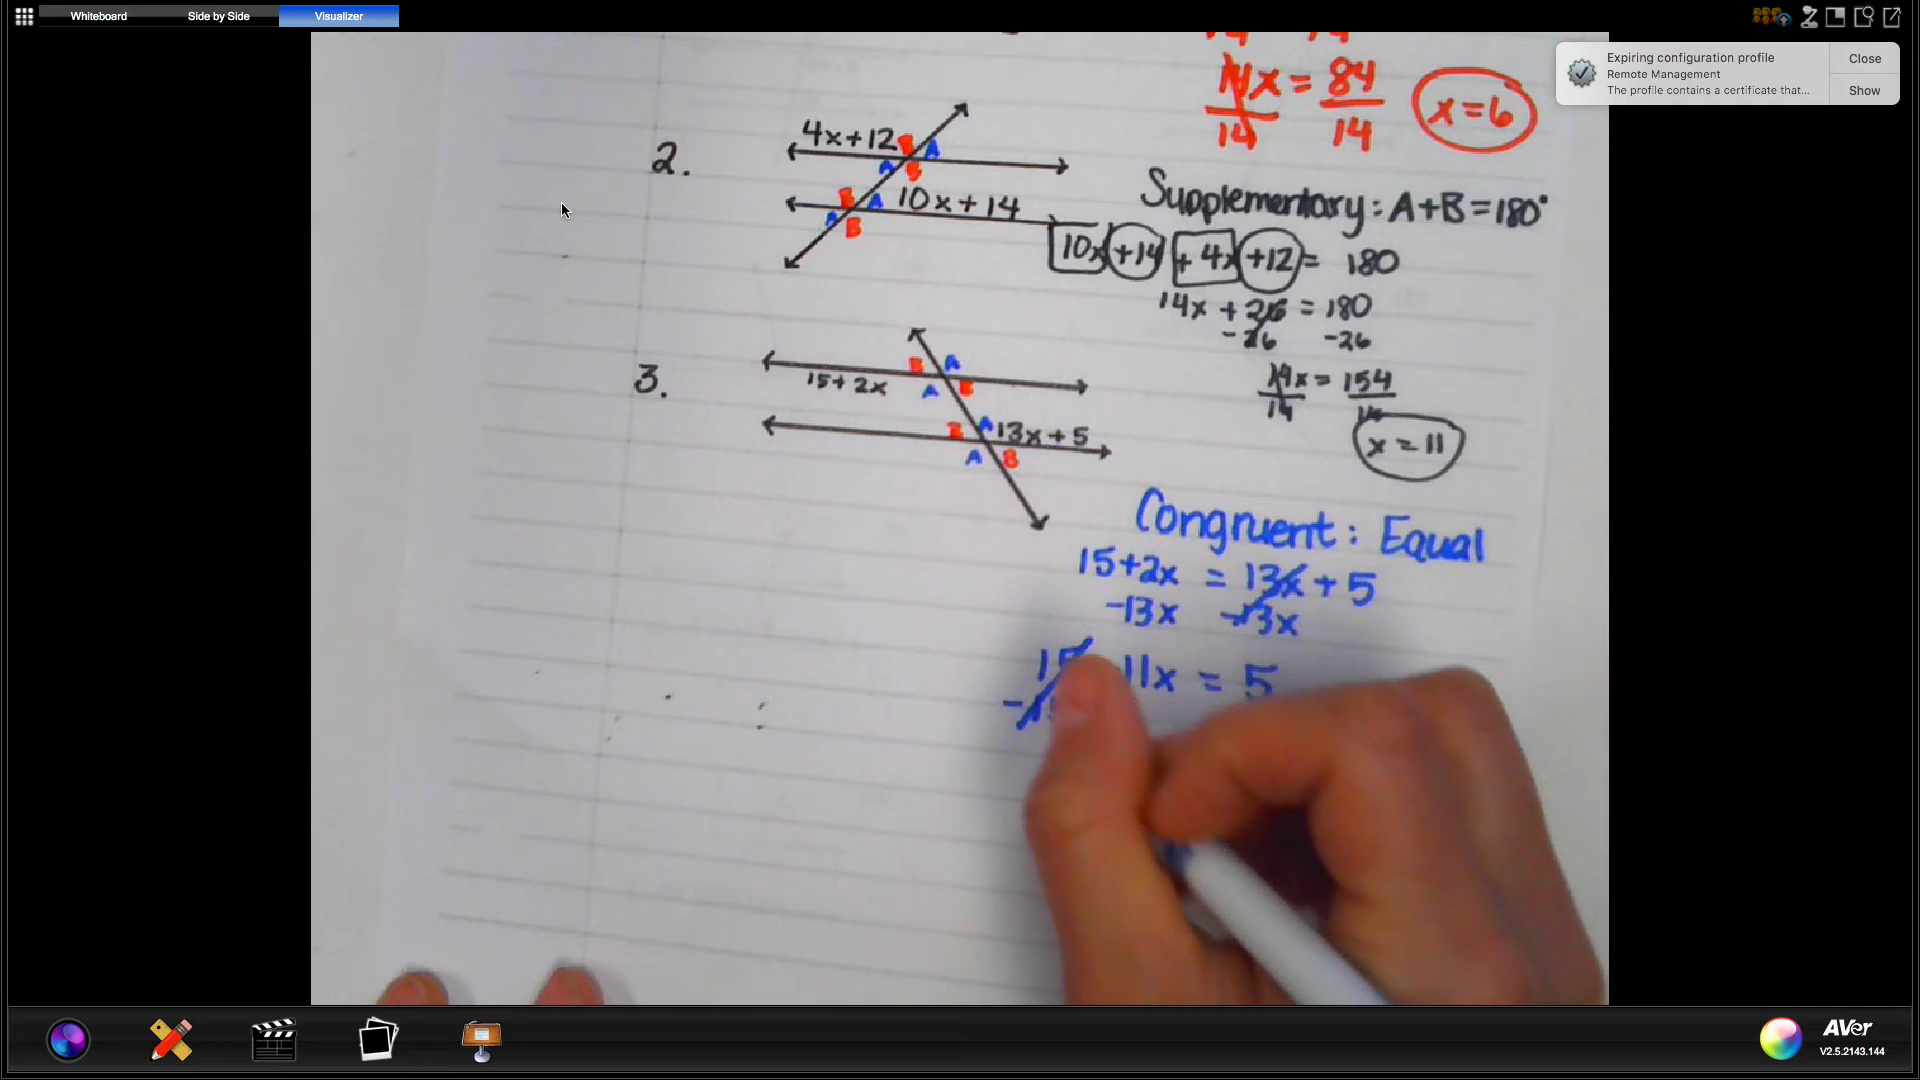 Whiteboard
Side by Side
Visualizer
Expiring configuration profile
Remote Management
The profile contains a certificate that...
Close
Show
14x = 84
14 14
x = 6
2.
4x+12 B A
A B
B A 10x+14
A B
Supplementary: A+B=180°
10x +14 + 4x +12 = 180
14x + 26 = 180
-26 -26
14x = 154
14 14
x = 11
3.
B A
15+2x A B
B A 13x+5
A B
Congruent: Equal
15+2x = 13x + 5
-13x -13x
11x = 5
AVer
V2.5.2143.144